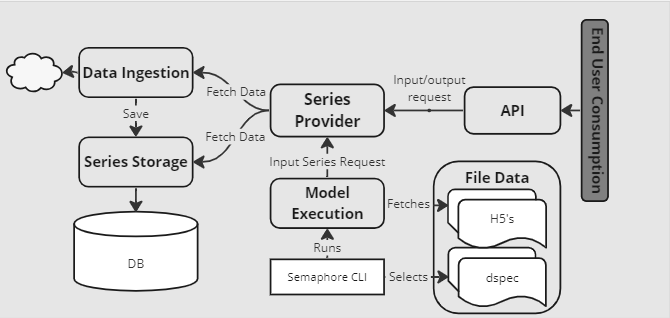 Data Ingestion
Fetch Data
Save
Fetch Data
Series Storage
DB
Series
Provider
Input/output
request
API
End User Consumption
Input Series Request
Model
Execution
Fetches
File Data
H5's
Runs
Semaphore CLI
Selects
dspec